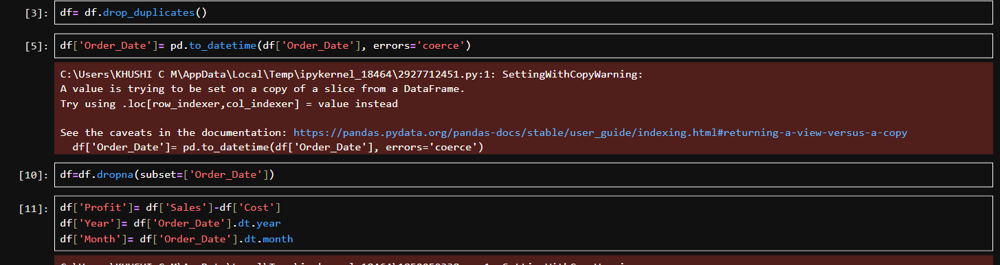 [3]: df= df.drop_duplicates()
[5]: df['Order_Date']= pd.to_datetime(df['Order_Date'], errors='coerce')
C:\Users\KHUSHI C M\AppData\Local\Temp\ipykernel_18464\2927712451.py:1: SettingWithCopyWarning:
A value is trying to be set on a copy of a slice from a DataFrame.
Try using .loc[row_indexer,col_indexer] = value instead
See the caveats in the documentation: https://pandas.pydata.org/pandas-docs/stable/user_guide/indexing.html#returning-a-view-versus-a-copy
df['Order_Date']= pd.to_datetime(df['Order_Date'], errors='coerce')
[10]: df=df.dropna(subset=['Order_Date'])
[11]: df['Profit']= df['Sales']-df['Cost']
df['Year']= df['Order_Date'].dt.year
df['Month']= df['Order_Date'].dt.month